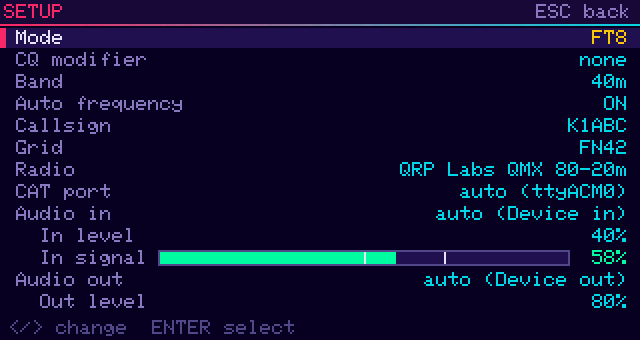 SETUP ESC back
Mode FT8
CQ modifier none
Band 40m
Auto frequency ON
Callsign K1ABC
Grid FN42
Radio QRP Labs QMX 80-20m
CAT port auto (ttyACM0)
Audio in auto (Device in)
In level 40%
In signal 58%
Audio out auto (Device out)
Out level 80%
</> change ENTER select